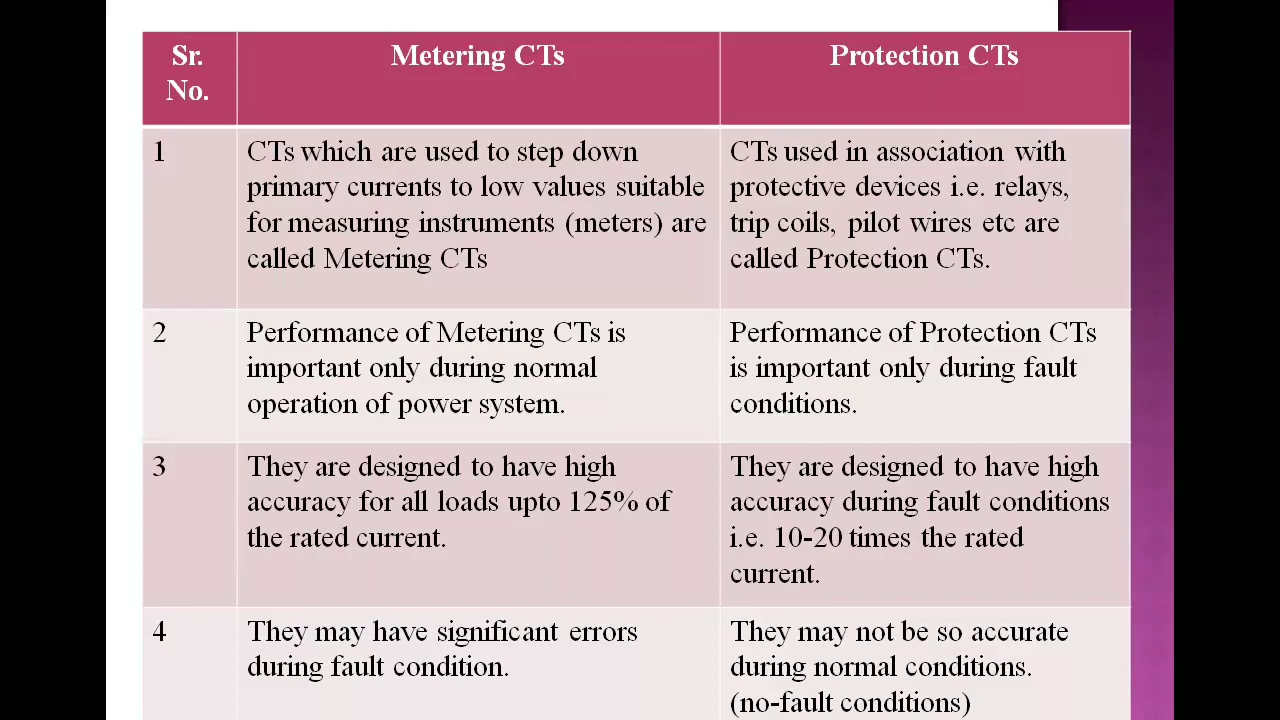 Sr.
No.
Metering CTs
Protection CTs
1
CTs which are used to step down
primary currents to low values suitable
for measuring instruments (meters) are
called Metering CTs
CTs used in association with
protective devices i.e. relays,
trip coils, pilot wires etc are
called Protection CTs.
2
Performance of Metering CTs is
important only during normal
operation of power system.
Performance of Protection CTs
is important only during fault
conditions.
3
They are designed to have high
accuracy for all loads upto 125% of
the rated current.
They are designed to have high
accuracy during fault conditions
i.e. 10-20 times the rated
current.
4
They may have significant errors
during fault condition.
They may not be so accurate
during normal conditions.
(no-fault conditions)